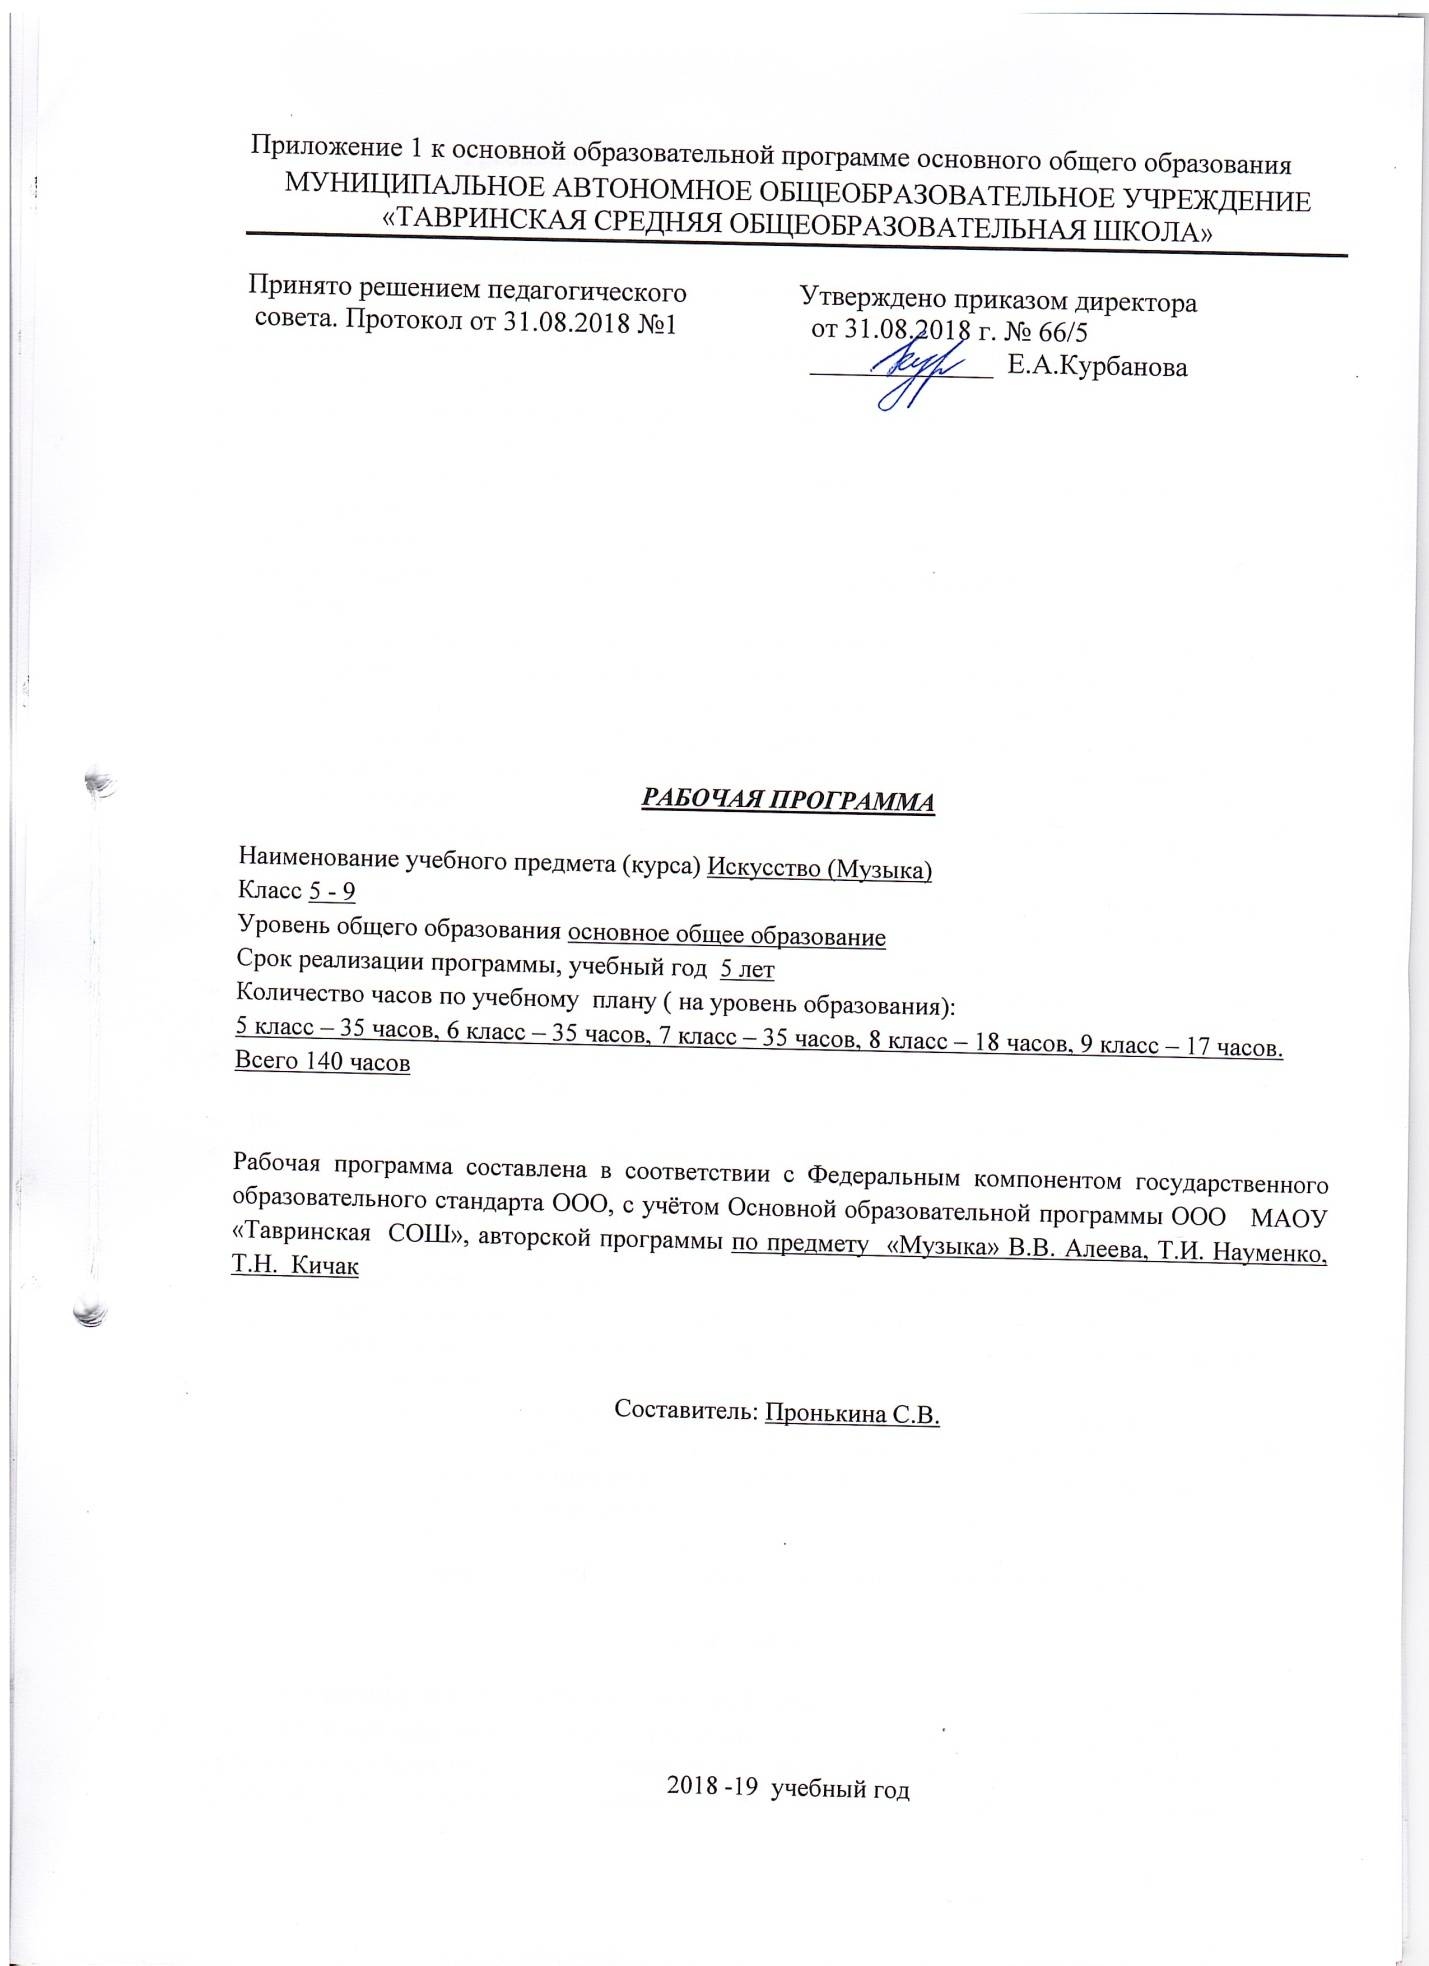 Приложение 1 к основной образовательной программе основного общего образования
МУНИЦИПАЛЬНОЕ АВТОНОМНОЕ ОБЩЕОБРАЗОВАТЕЛЬНОЕ УЧРЕЖДЕНИЕ
«ТАВРИНСКАЯ СРЕДНЯЯ ОБЩЕОБРАЗОВАТЕЛЬНАЯ ШКОЛА»
Принято решением педагогического
совета. Протокол от 31.08.2018 №1
Утверждено приказом директора
от 31.08.2018 г. № 66/5
Е.А.Курбанова
РАБОЧАЯ ПРОГРАММА
Наименование учебного предмета (курса) Искусство (Музыка)
Класс 5 - 9
Уровень общего образования основное общее образование
Срок реализации программы, учебный год 5 лет
Количество часов по учебному плану ( на уровень образования):
5 класс – 35 часов, 6 класс – 35 часов, 7 класс – 35 часов, 8 класс – 18 часов, 9 класс – 17 часов.
Всего 140 часов
Рабочая программа составлена в соответствии с Федеральным компонентом государственного
образовательного стандарта ООО, с учётом Основной образовательной программы ООО МАОУ
«Тавринская СОШ», авторской программы по предмету «Музыка» В.В. Алеева, Т.И. Науменко,
Т.Н. Кичак
Составитель: Пронькина С.В.
2018 -19 учебный год